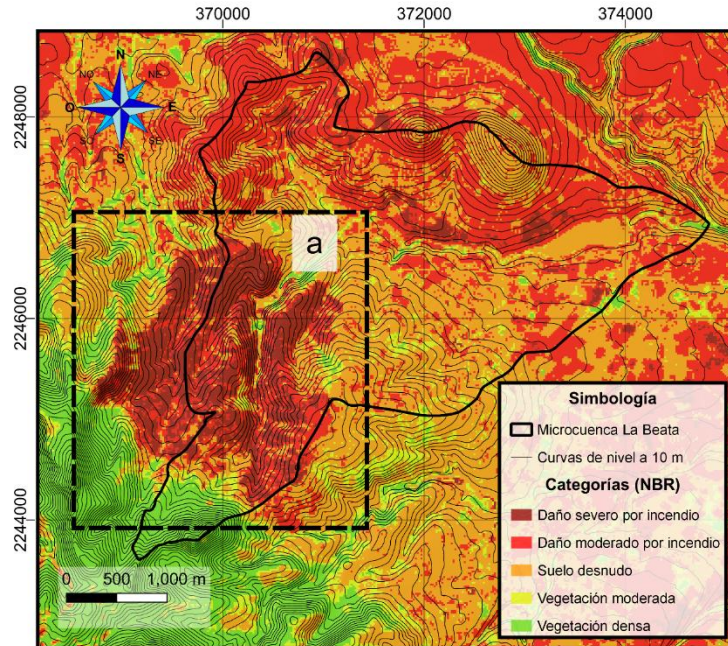 370000 372000 374000
2248000
2246000
2244000
N
NO NE
O E
SO SE
S
a
0 500 1,000 m
Simbología
Microcuenca La Beata
Curvas de nivel a 10 m
Categorías (NBR)
Daño severo por incendio
Daño moderado por incendio
Suelo desnudo
Vegetación moderada
Vegetación densa